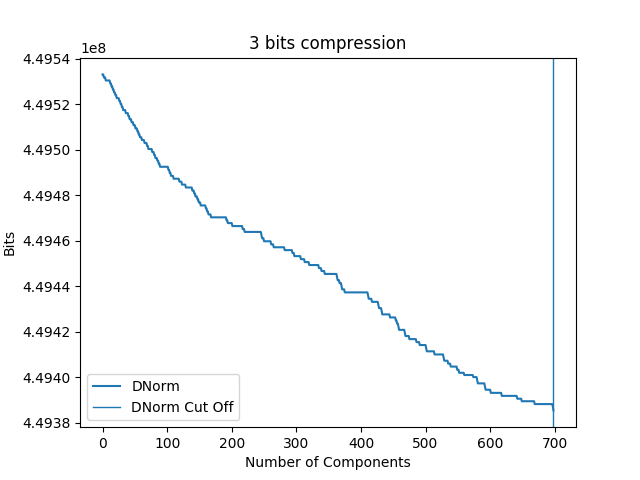 3 bits compression
1e8
4.4954
4.4952
4.4950
4.4948
4.4946
4.4944
4.4942
4.4940
4.4938
Bits
DNorm
DNorm Cut Off
0 100 200 300 400 500 600 700
Number of Components